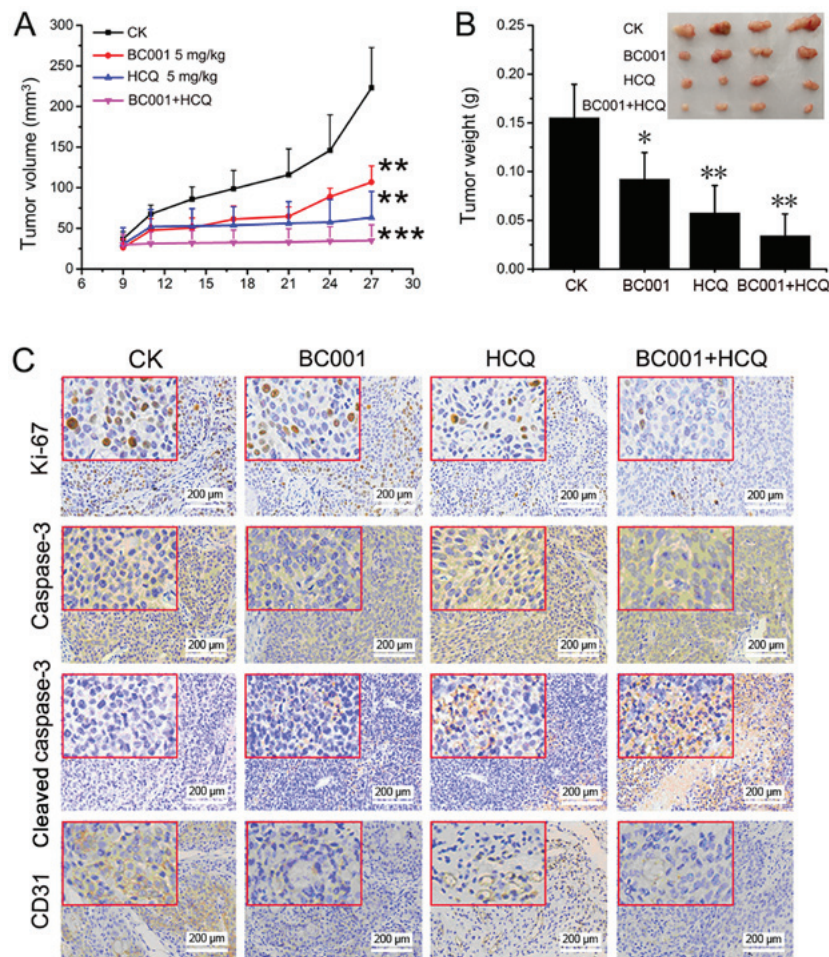 A
CK
BC001 5 mg/kg
HCQ 5 mg/kg
BC001+HCQ
Tumor volume (mm³)
300
250
200
150
100
50
0
**
**
***
6 9 12 15 18 21 24 27 30
B
Tumor weight (g)
0.25
0.20
0.15
0.10
0.05
0.00
CK
BC001
HCQ
BC001+HCQ
*
**
**
CK BC001 HCQ BC001+HCQ
C
CK BC001 HCQ BC001+HCQ
Ki-67
200 µm 200 µm 200 µm 200 µm
Caspase-3
200 µm 200 µm 200 µm 200 µm
Cleaved caspase-3
200 µm 200 µm 200 µm 200 µm
CD31
200 µm 200 µm 200 µm 200 µm